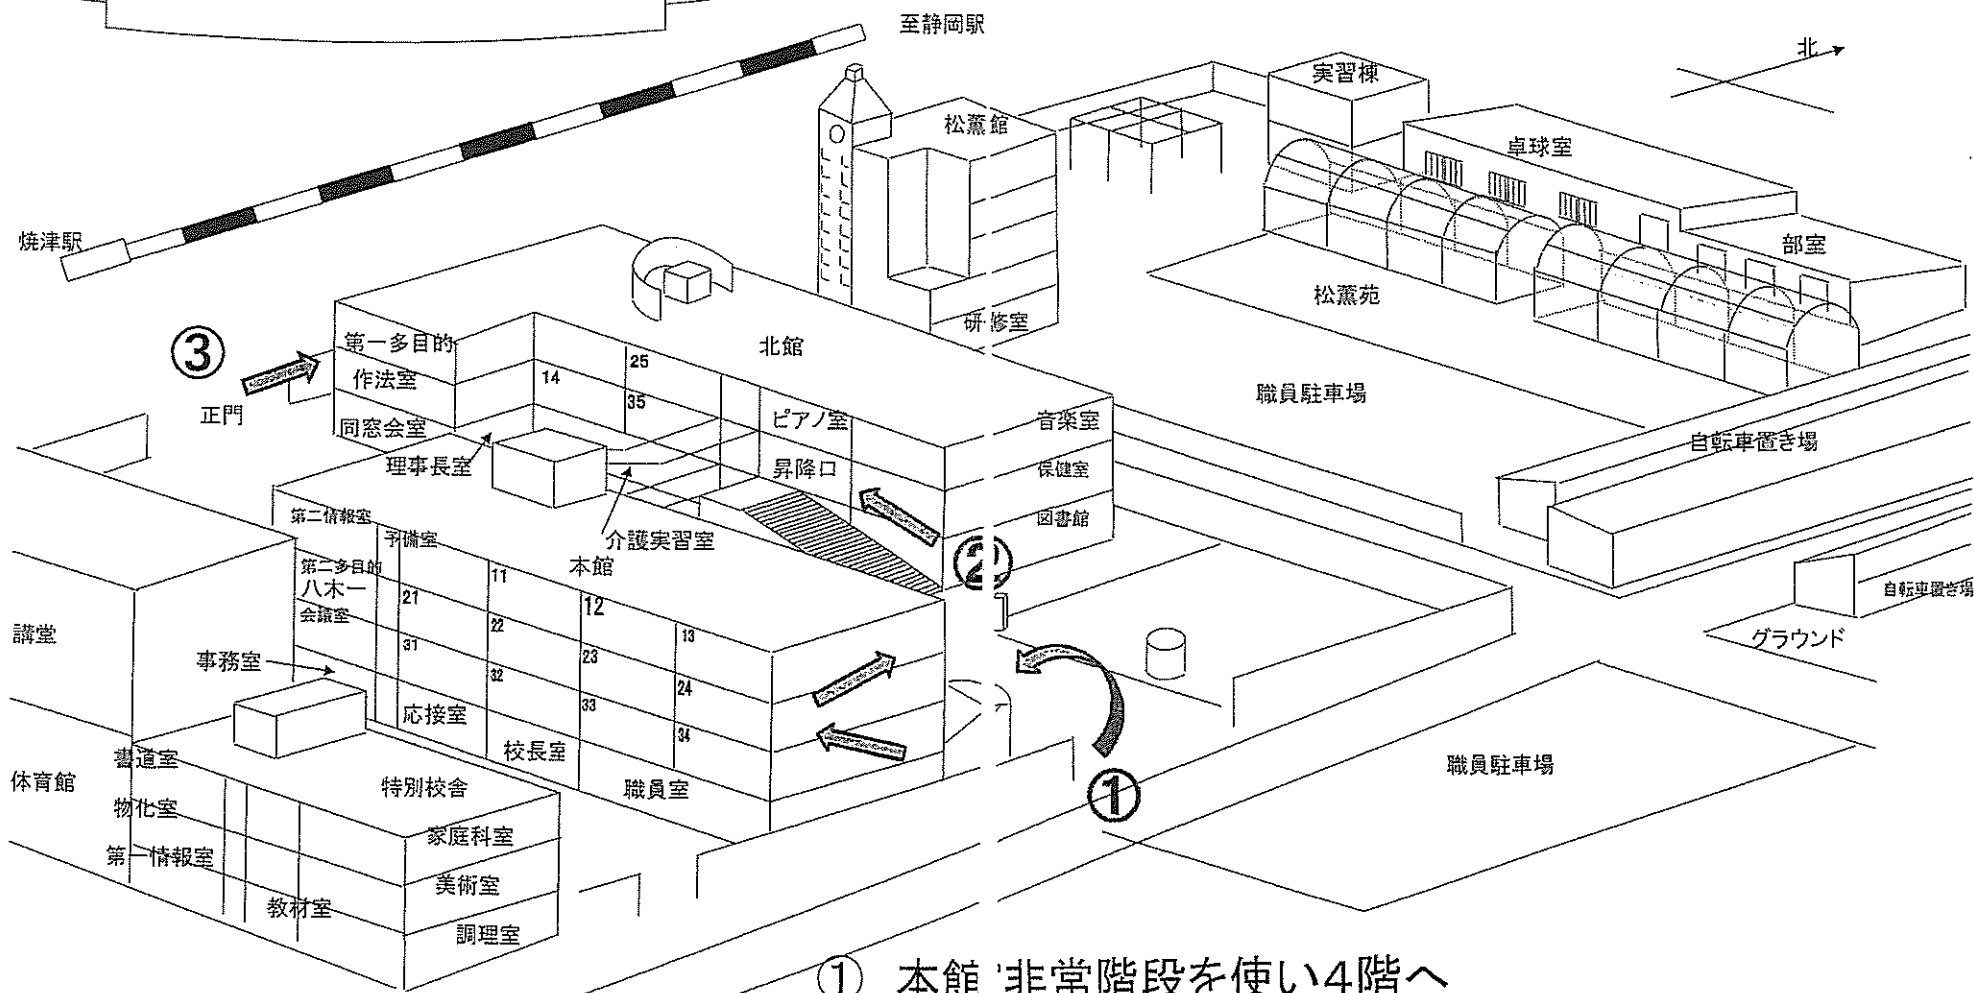 至静岡駅
北
実習棟
松薫館
卓球室
焼津駅
部室
松薫苑
研修室
③
第一多目的
北館
25
作法室
14
職員駐車場
35
正門
ピアノ室
音楽室
同窓会室
自転車置き場
理事長室
昇降口
保健室
第二情報室
図書館
予備室
介護実習室
本館
②
第二多目的
11
八木一
21
12
自転車置き場
会議室
22
13
講堂
グラウンド
31
23
事務室
32
24
応接室
33
34
校長室
書道室
職員駐車場
体育館
特別校舎
職員室
①
物化室
家庭科室
第一情報室
美術室
教材室
調理室
① 本館 非常階段を使い4階へ